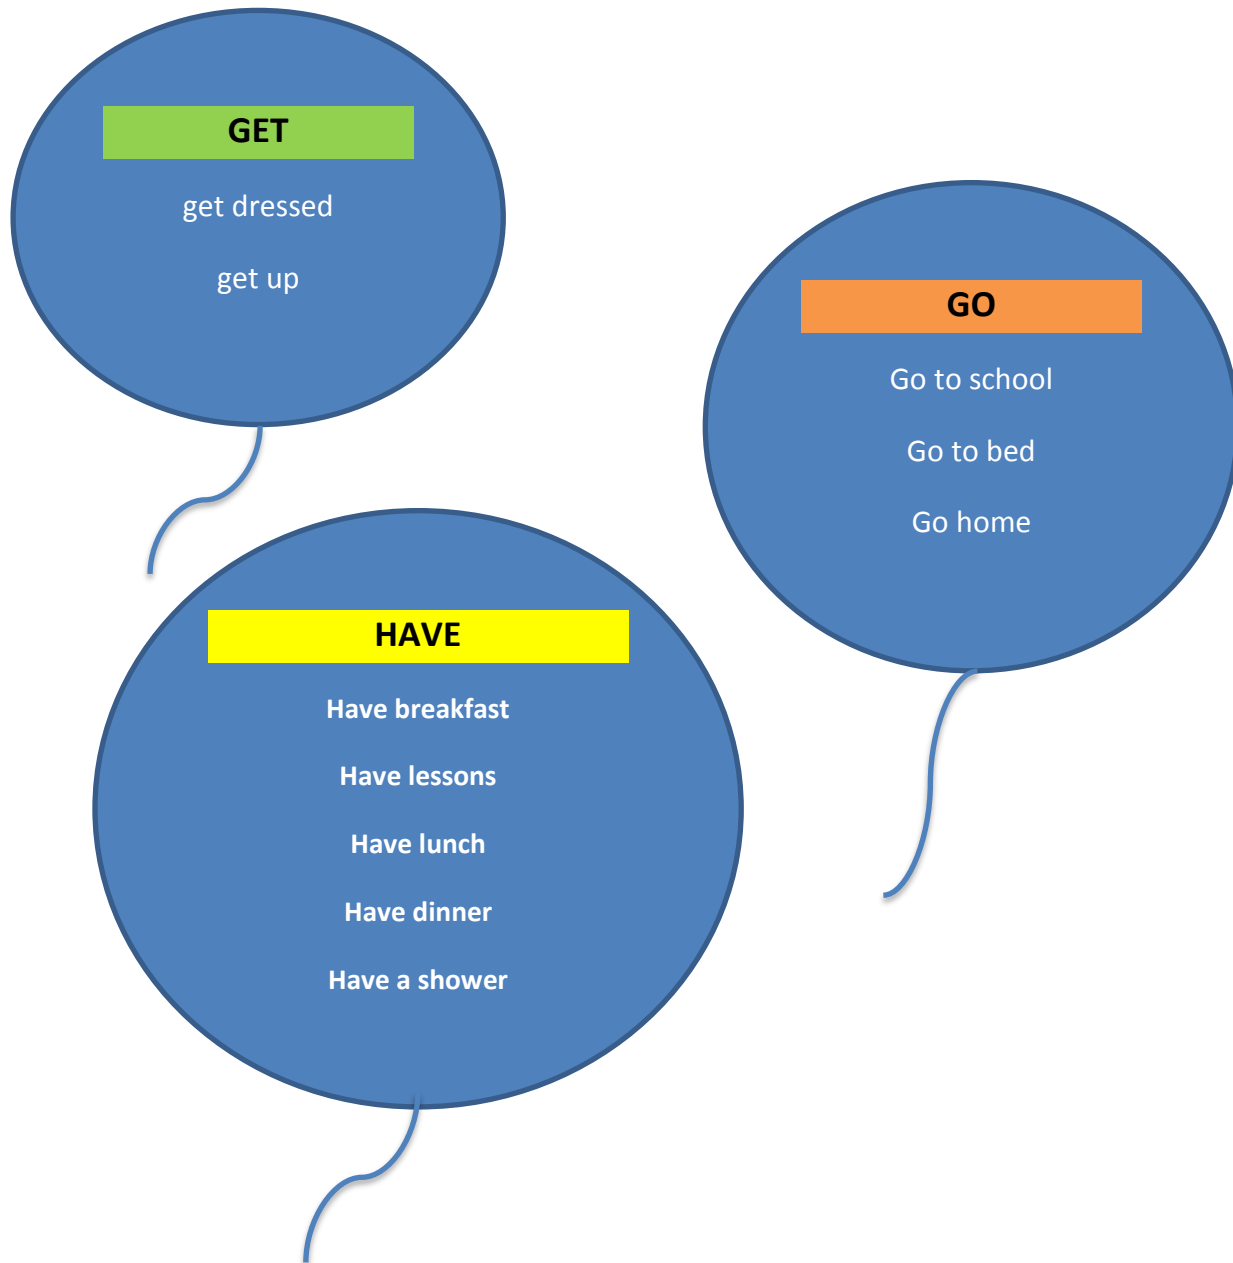 GET
get dressed
get up
GO
Go to school
Go to bed
Go home
HAVE
Have breakfast
Have lessons
Have lunch
Have dinner
Have a shower